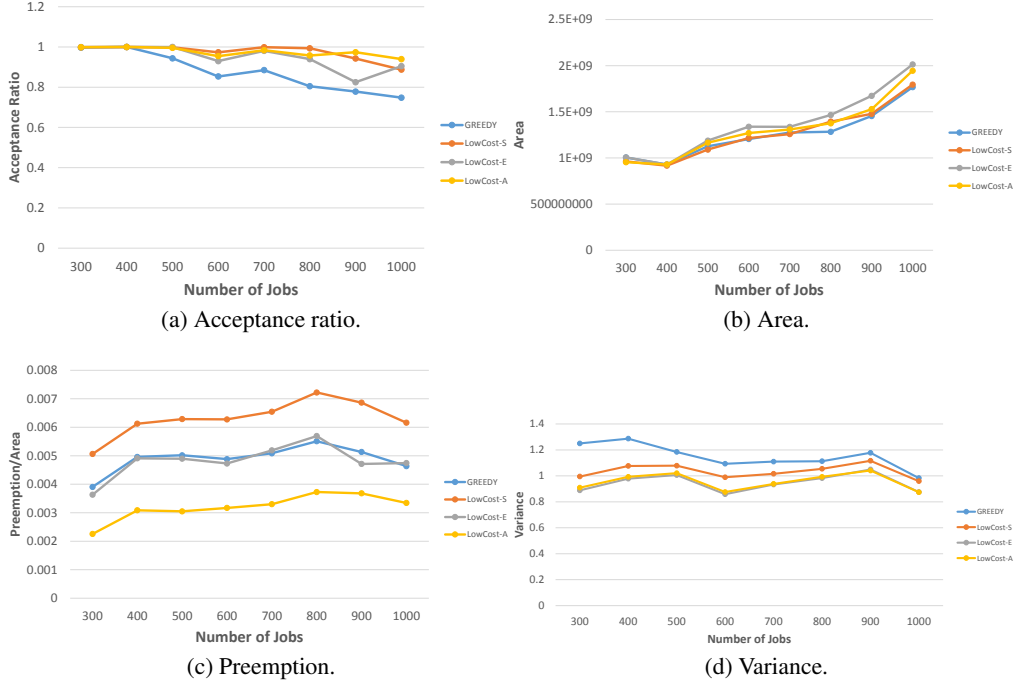 1.2
1
0.8
0.6
0.4
0.2
0
Acceptance Ratio
300 400 500 600 700 800 900 1000
Number of Jobs
GREEDY
LowCost-S
LowCost-E
LowCost-A
(a) Acceptance ratio.
2.5E+09
2E+09
1.5E+09
1E+09
500000000
0
Area
300 400 500 600 700 800 900 1000
Number of Jobs
GREEDY
LowCost-S
LowCost-E
LowCost-A
(b) Area.
0.008
0.007
0.006
0.005
0.004
0.003
0.002
0.001
0
Preemption/Area
300 400 500 600 700 800 900 1000
Number of Jobs
GREEDY
LowCost-S
LowCost-E
LowCost-A
(c) Preemption.
1.4
1.2
1
0.8
0.6
0.4
0.2
0
Variance
300 400 500 600 700 800 900 1000
Number of Jobs
GREEDY
LowCost-S
LowCost-E
LowCost-A
(d) Variance.